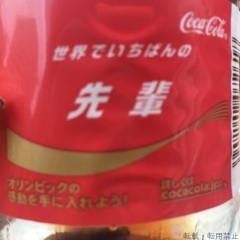 Coca-Cola
世界でいちばんの
先輩
オリンピックの
感動を手に入れよう!
詳しくは
cocacola.jp
転載・転用禁止